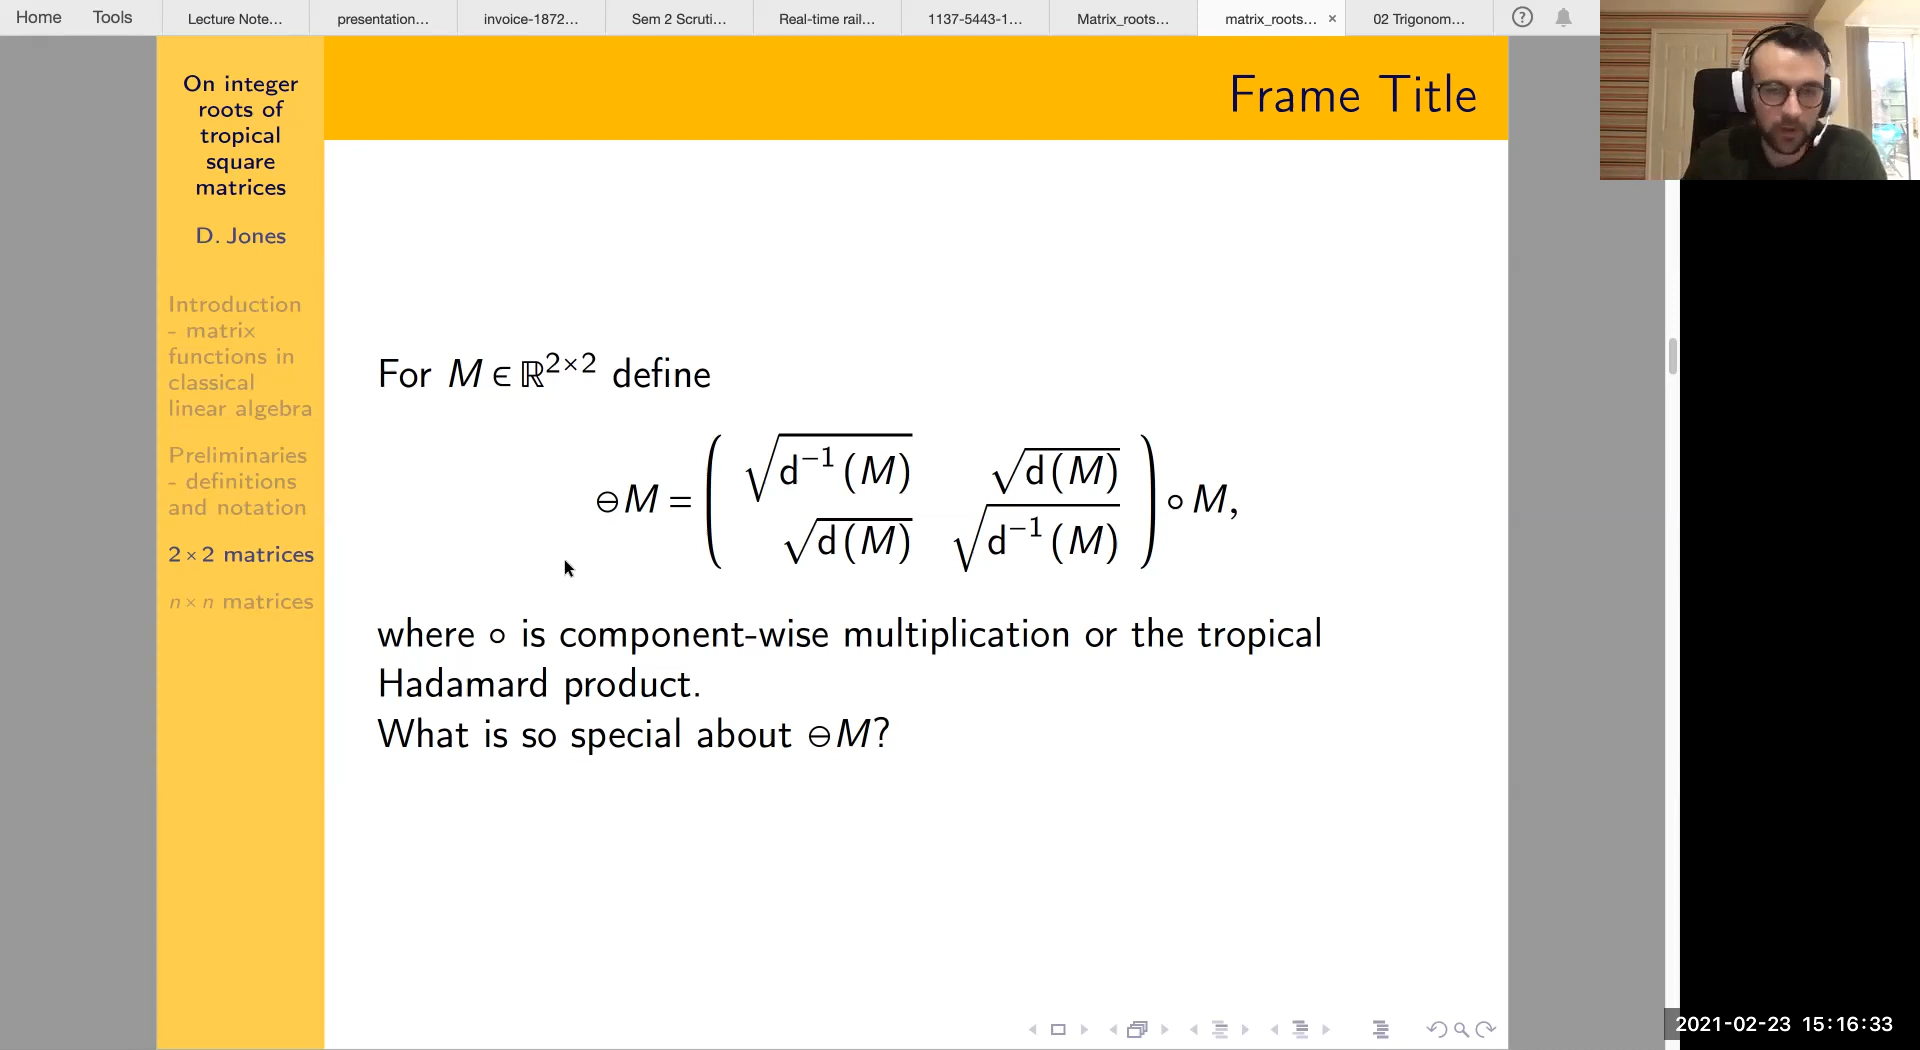 Home Tools Lecture Note... presentation... invoice-1872... Sem 2 Scruti... Real-time rail... 1137-5443-1... Matrix_roots... matrix_roots... × 02 Trigonom...
On integer
roots of
tropical
square
matrices
D. Jones
Introduction
- matrix
functions in
classical
linear algebra
Preliminaries
- definitions
and notation
2 × 2 matrices
n × n matrices
Frame Title
For M ∈ ℝ^{2×2} define
⊖M = ( √(d⁻¹(M)) √(d(M))
√(d(M)) √(d⁻¹(M)) ) ∘ M,
where ∘ is component-wise multiplication or the tropical
Hadamard product.
What is so special about ⊖M?
2021-02-23 15:16:33